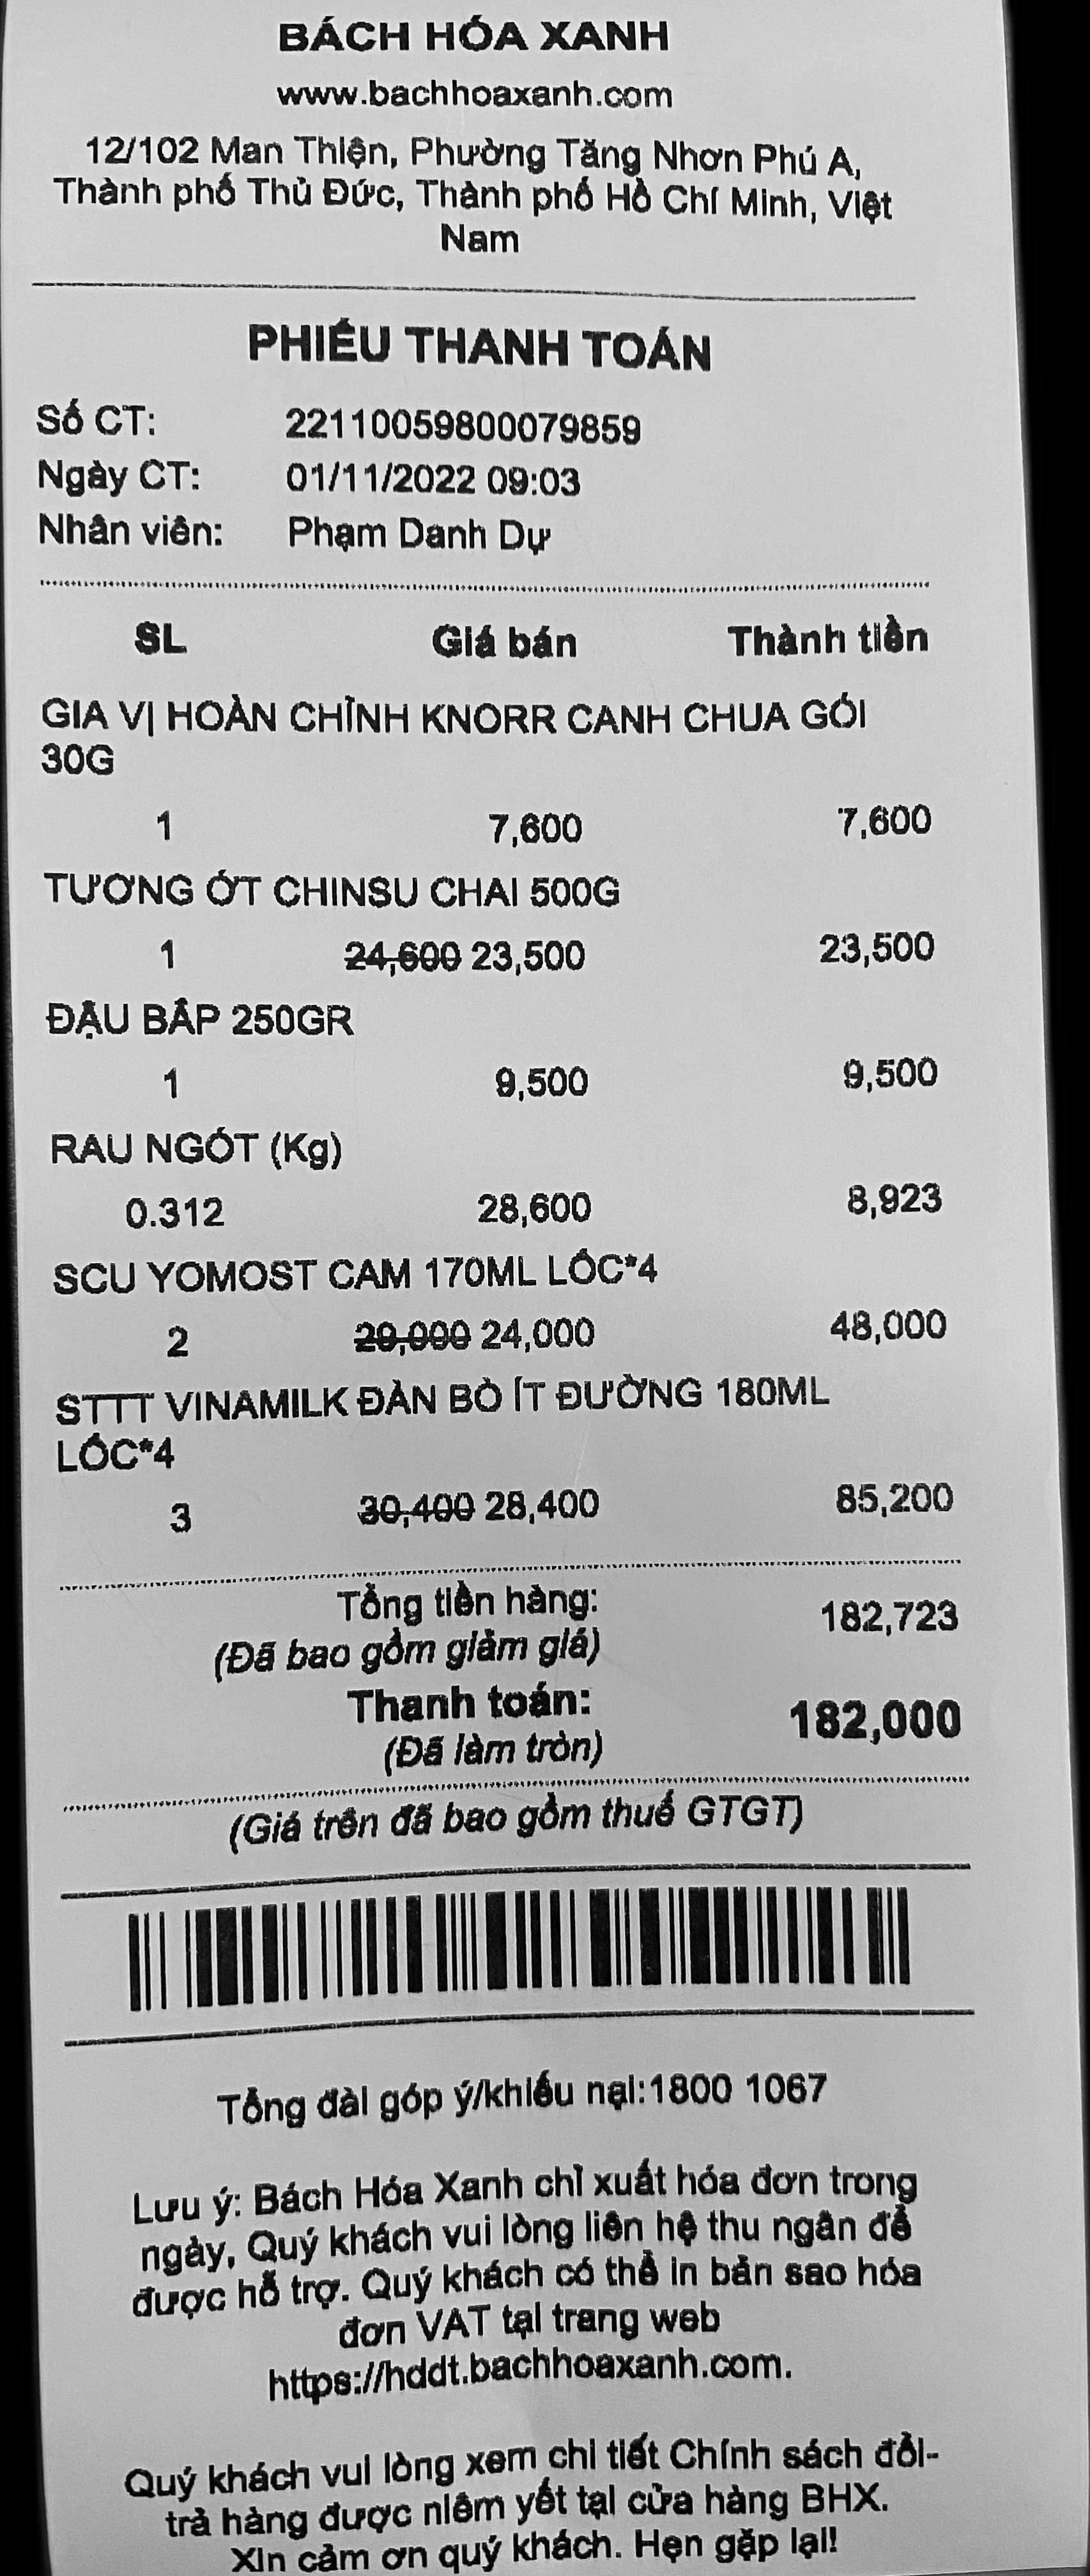 BÁCH HÓA XANH
www.bachhoaxanh.com
12/102 Man Thiện, Phường Tăng Nhơn Phú A,
Thành phố Thủ Đức, Thành phố Hồ Chí Minh, Việt
Nam
PHIẾU THANH TOÁN
Số CT: 22110059800079859
Ngày CT: 01/11/2022 09:03
Nhân viên: Phạm Danh Dự
SL Giá bán Thành tiền
GIA VỊ HOÀN CHỈNH KNORR CANH CHUA GÓI
30G
1 7,600 7,600
TƯƠNG ỚT CHINSU CHAI 500G
1 24,600 23,500 23,500
ĐẬU BẮP 250GR
1 9,500 9,500
RAU NGÓT (Kg)
0.312 28,600 8,923
SCU YOMOST CAM 170ML LỐC*4
2 29,000 24,000 48,000
STTT VINAMILK ĐÀN BÒ ÍT ĐƯỜNG 180ML
LỐC*4
3 30,400 28,400 85,200
Tổng tiền hàng: 182,723
(Đã bao gồm giảm giá)
Thanh toán: 182,000
(Đã làm tròn)
(Giá trên đã bao gồm thuế GTGT)
Tổng đài góp ý/khiếu nại:1800 1067
Lưu ý: Bách Hóa Xanh chỉ xuất hóa đơn trong
ngày, Quý khách vui lòng liên hệ thu ngân để
được hỗ trợ. Quý khách có thể in bản sao hóa
đơn VAT tại trang web
https://hddt.bachhoaxanh.com.
Quý khách vui lòng xem chi tiết Chính sách đổi-
trả hàng được niêm yết tại cửa hàng BHX.
Xin cảm ơn quý khách. Hẹn gặp lại!